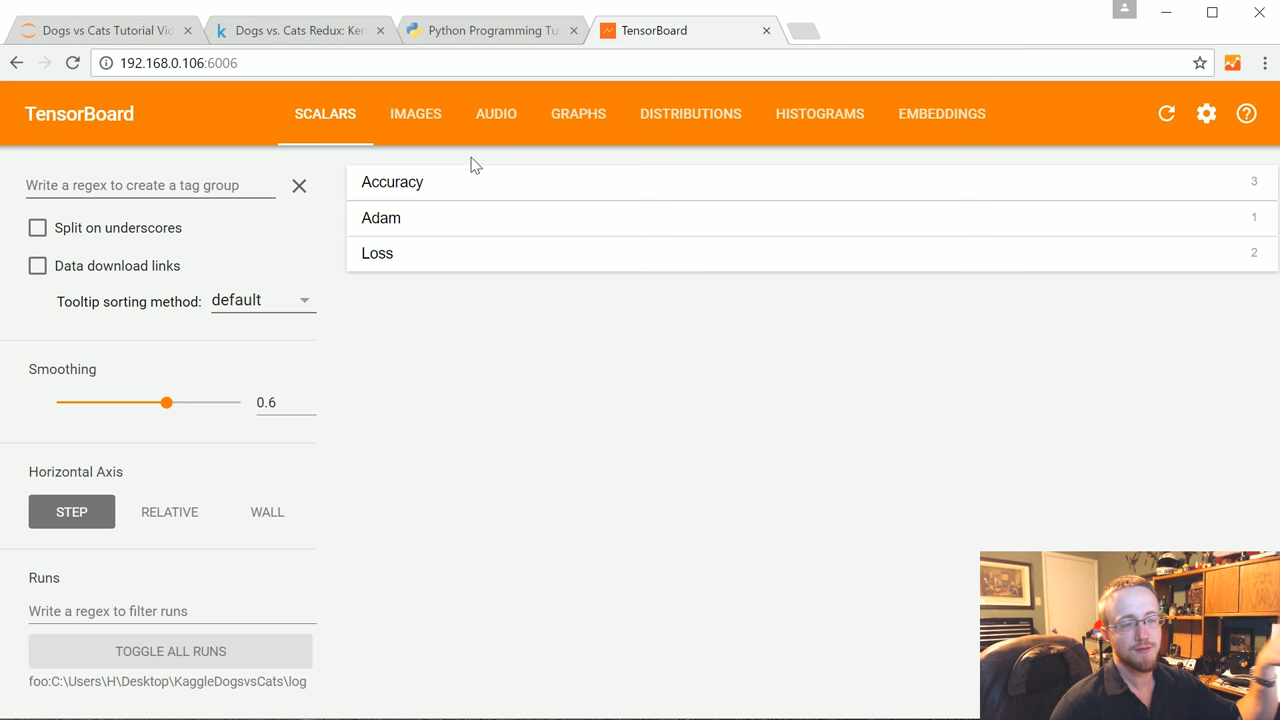 Dogs vs Cats Tutorial Vid
Dogs vs. Cats Redux: Ker
Python Programming Tu
TensorBoard
192.168.0.106:6006
TensorBoard
SCALARS
IMAGES
AUDIO
GRAPHS
DISTRIBUTIONS
HISTOGRAMS
EMBEDDINGS
Write a regex to create a tag group
Split on underscores
Data download links
Tooltip sorting method: default
Smoothing
0.6
Horizontal Axis
STEP
RELATIVE
WALL
Runs
Write a regex to filter runs
TOGGLE ALL RUNS
foo:C:\Users\H\Desktop\KaggleDogsvsCats\log
Accuracy 3
Adam 1
Loss 2